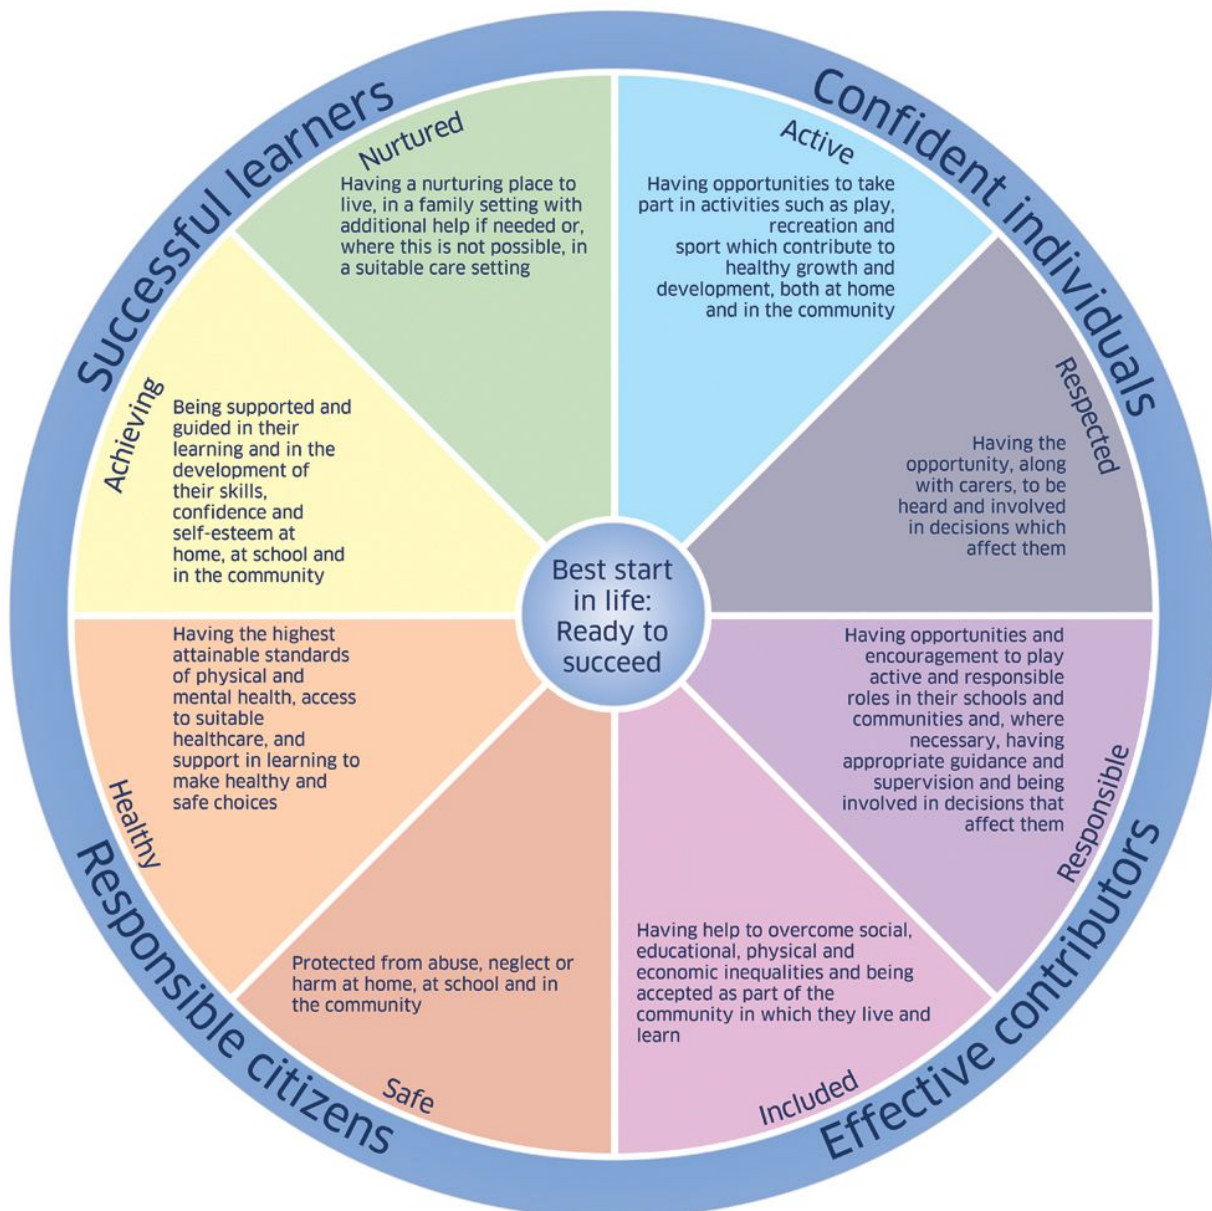 Successful learners
Confident individuals
Nurtured
Having a nurturing place to
live, in a family setting with
additional help if needed or,
where this is not possible, in
a suitable care setting
Active
Having opportunities to take
part in activities such as play,
recreation and
sport which contribute to
healthy growth and
development, both at home
and in the community
Respected
Having the
opportunity, along
with carers, to be
heard and involved
in decisions which
affect them
Achieving
Being supported and
guided in their
learning and in the
development of
their skills,
confidence and
self-esteem at
home, at school and
in the community
Best start
in life:
Ready to
succeed
Healthy
Having the highest
attainable standards
of physical and
mental health, access
to suitable
healthcare, and
support in learning to
make healthy and
safe choices
Responsible
Having opportunities and
encouragement to play
active and responsible
roles in their schools and
communities and, where
necessary, having
appropriate guidance and
supervision and being
involved in decisions that
affect them
Safe
Protected from abuse, neglect or
harm at home, at school and in
the community
Included
Having help to overcome social,
educational, physical and
economic inequalities and being
accepted as part of the
community in which they live and
learn
Responsible citizens
Effective contributors